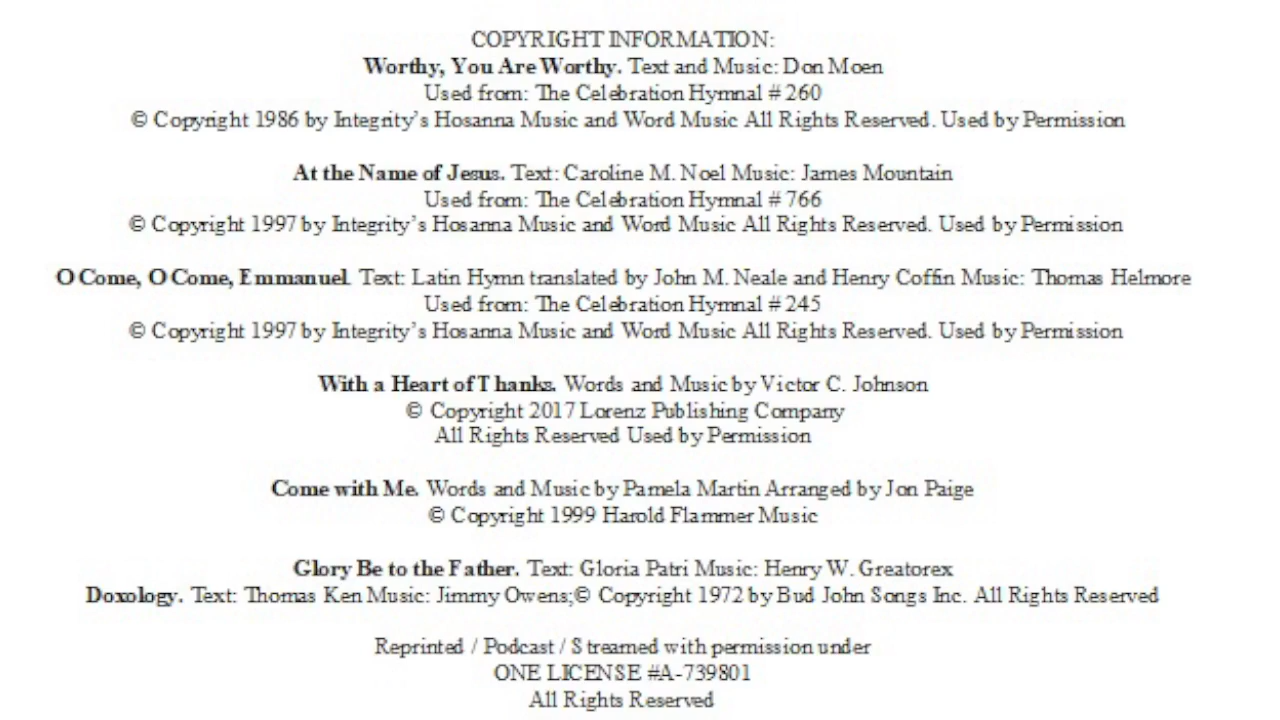 COPYRIGHT INFORMATION:
Worthy, You Are Worthy. Text and Music: Don Moen
Used from: The Celebration Hymnal # 260
© Copyright 1986 by Integrity's Hosanna Music and Word Music All Rights Reserved. Used by Permission
At the Name of Jesus. Text: Caroline M. Noel Music: James Mountain
Used from: The Celebration Hymnal # 766
© Copyright 1997 by Integrity's Hosanna Music and Word Music All Rights Reserved. Used by Permission
O Come, O Come, Emmanuel. Text: Latin Hymn translated by John M. Neale and Henry Coffin Music: Thomas Helmore
Used from: The Celebration Hymnal # 245
© Copyright 1997 by Integrity's Hosanna Music and Word Music All Rights Reserved. Used by Permission
With a Heart of Thanks. Words and Music by Victor C. Johnson
© Copyright 2017 Lorenz Publishing Company
All Rights Reserved Used by Permission
Come with Me. Words and Music by Pamela Martin Arranged by Jon Paige
© Copyright 1999 Harold Flammer Music
Glory Be to the Father. Text: Gloria Patri Music: Henry W. Greatorex
Doxology. Text: Thomas Ken Music: Jimmy Owens;© Copyright 1972 by Bud John Songs Inc. All Rights Reserved
Reprinted / Podcast / Streamed with permission under
ONE LICENSE #A-739801
All Rights Reserved